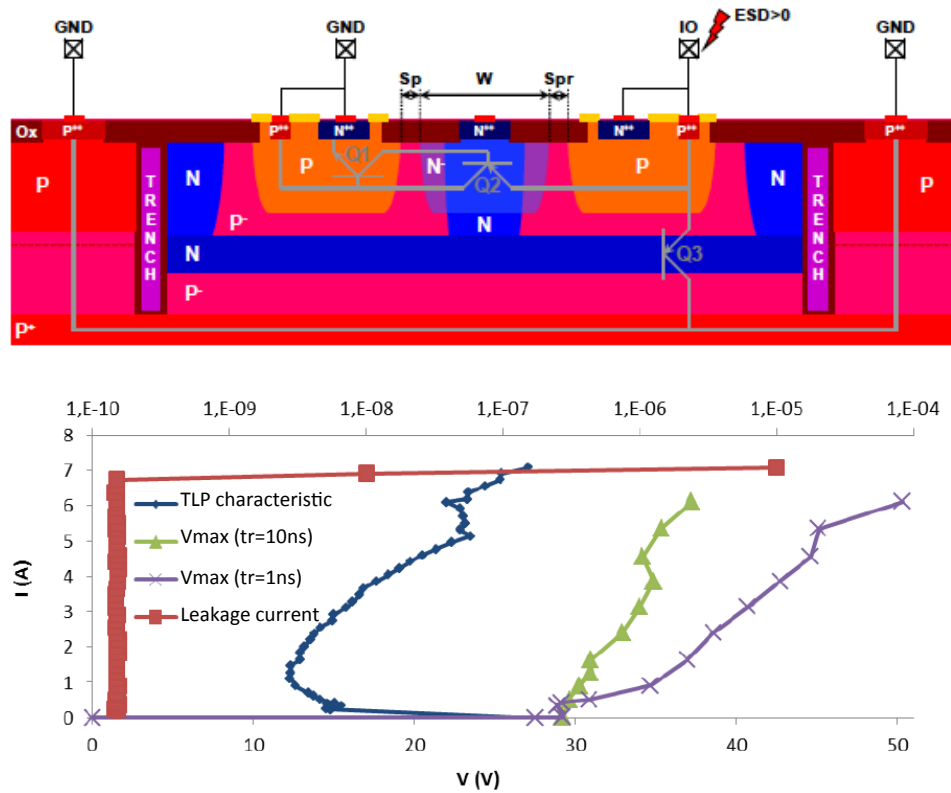 ESD>0
GND GND IO GND
Sp W Spr
Ox P++ P++ N++ N++ N++ P++ P++
P N P Q1 N- Q2 P N P
TRENCH TRENCH
P- N
N Q3
P-
P+
1,E-10 1,E-09 1,E-08 1,E-07 1,E-06 1,E-05 1,E-04
8
7
6
5
4
3
2
1
0
I (A)
TLP characteristic
Vmax (tr=10ns)
Vmax (tr=1ns)
Leakage current
0 10 20 30 40 50
V (V)